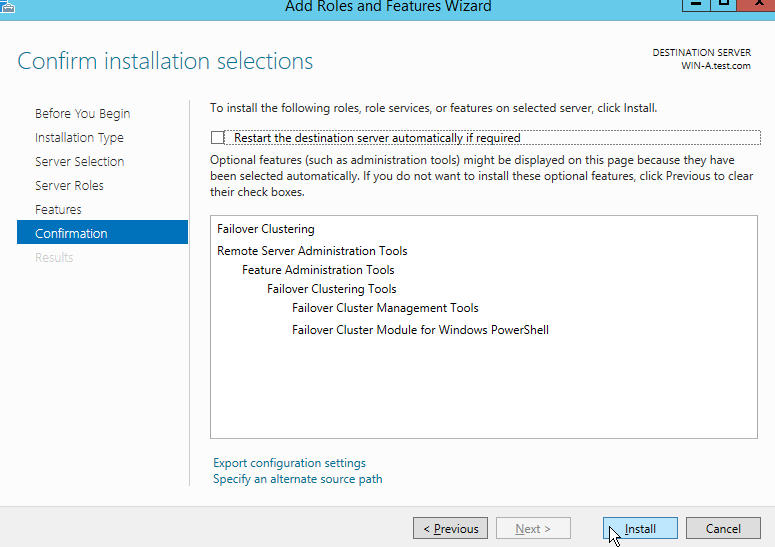 Add Roles and Features Wizard
Confirm installation selections
DESTINATION SERVER
WIN-A.test.com
Before You Begin
Installation Type
Server Selection
Server Roles
Features
Confirmation
Results
To install the following roles, role services, or features on selected server, click Install.
Restart the destination server automatically if required
Optional features (such as administration tools) might be displayed on this page because they have
been selected automatically. If you do not want to install these optional features, click Previous to clear
their check boxes.
Failover Clustering
Remote Server Administration Tools
Feature Administration Tools
Failover Clustering Tools
Failover Cluster Management Tools
Failover Cluster Module for Windows PowerShell
Export configuration settings
Specify an alternate source path
< Previous
Next >
Install
Cancel